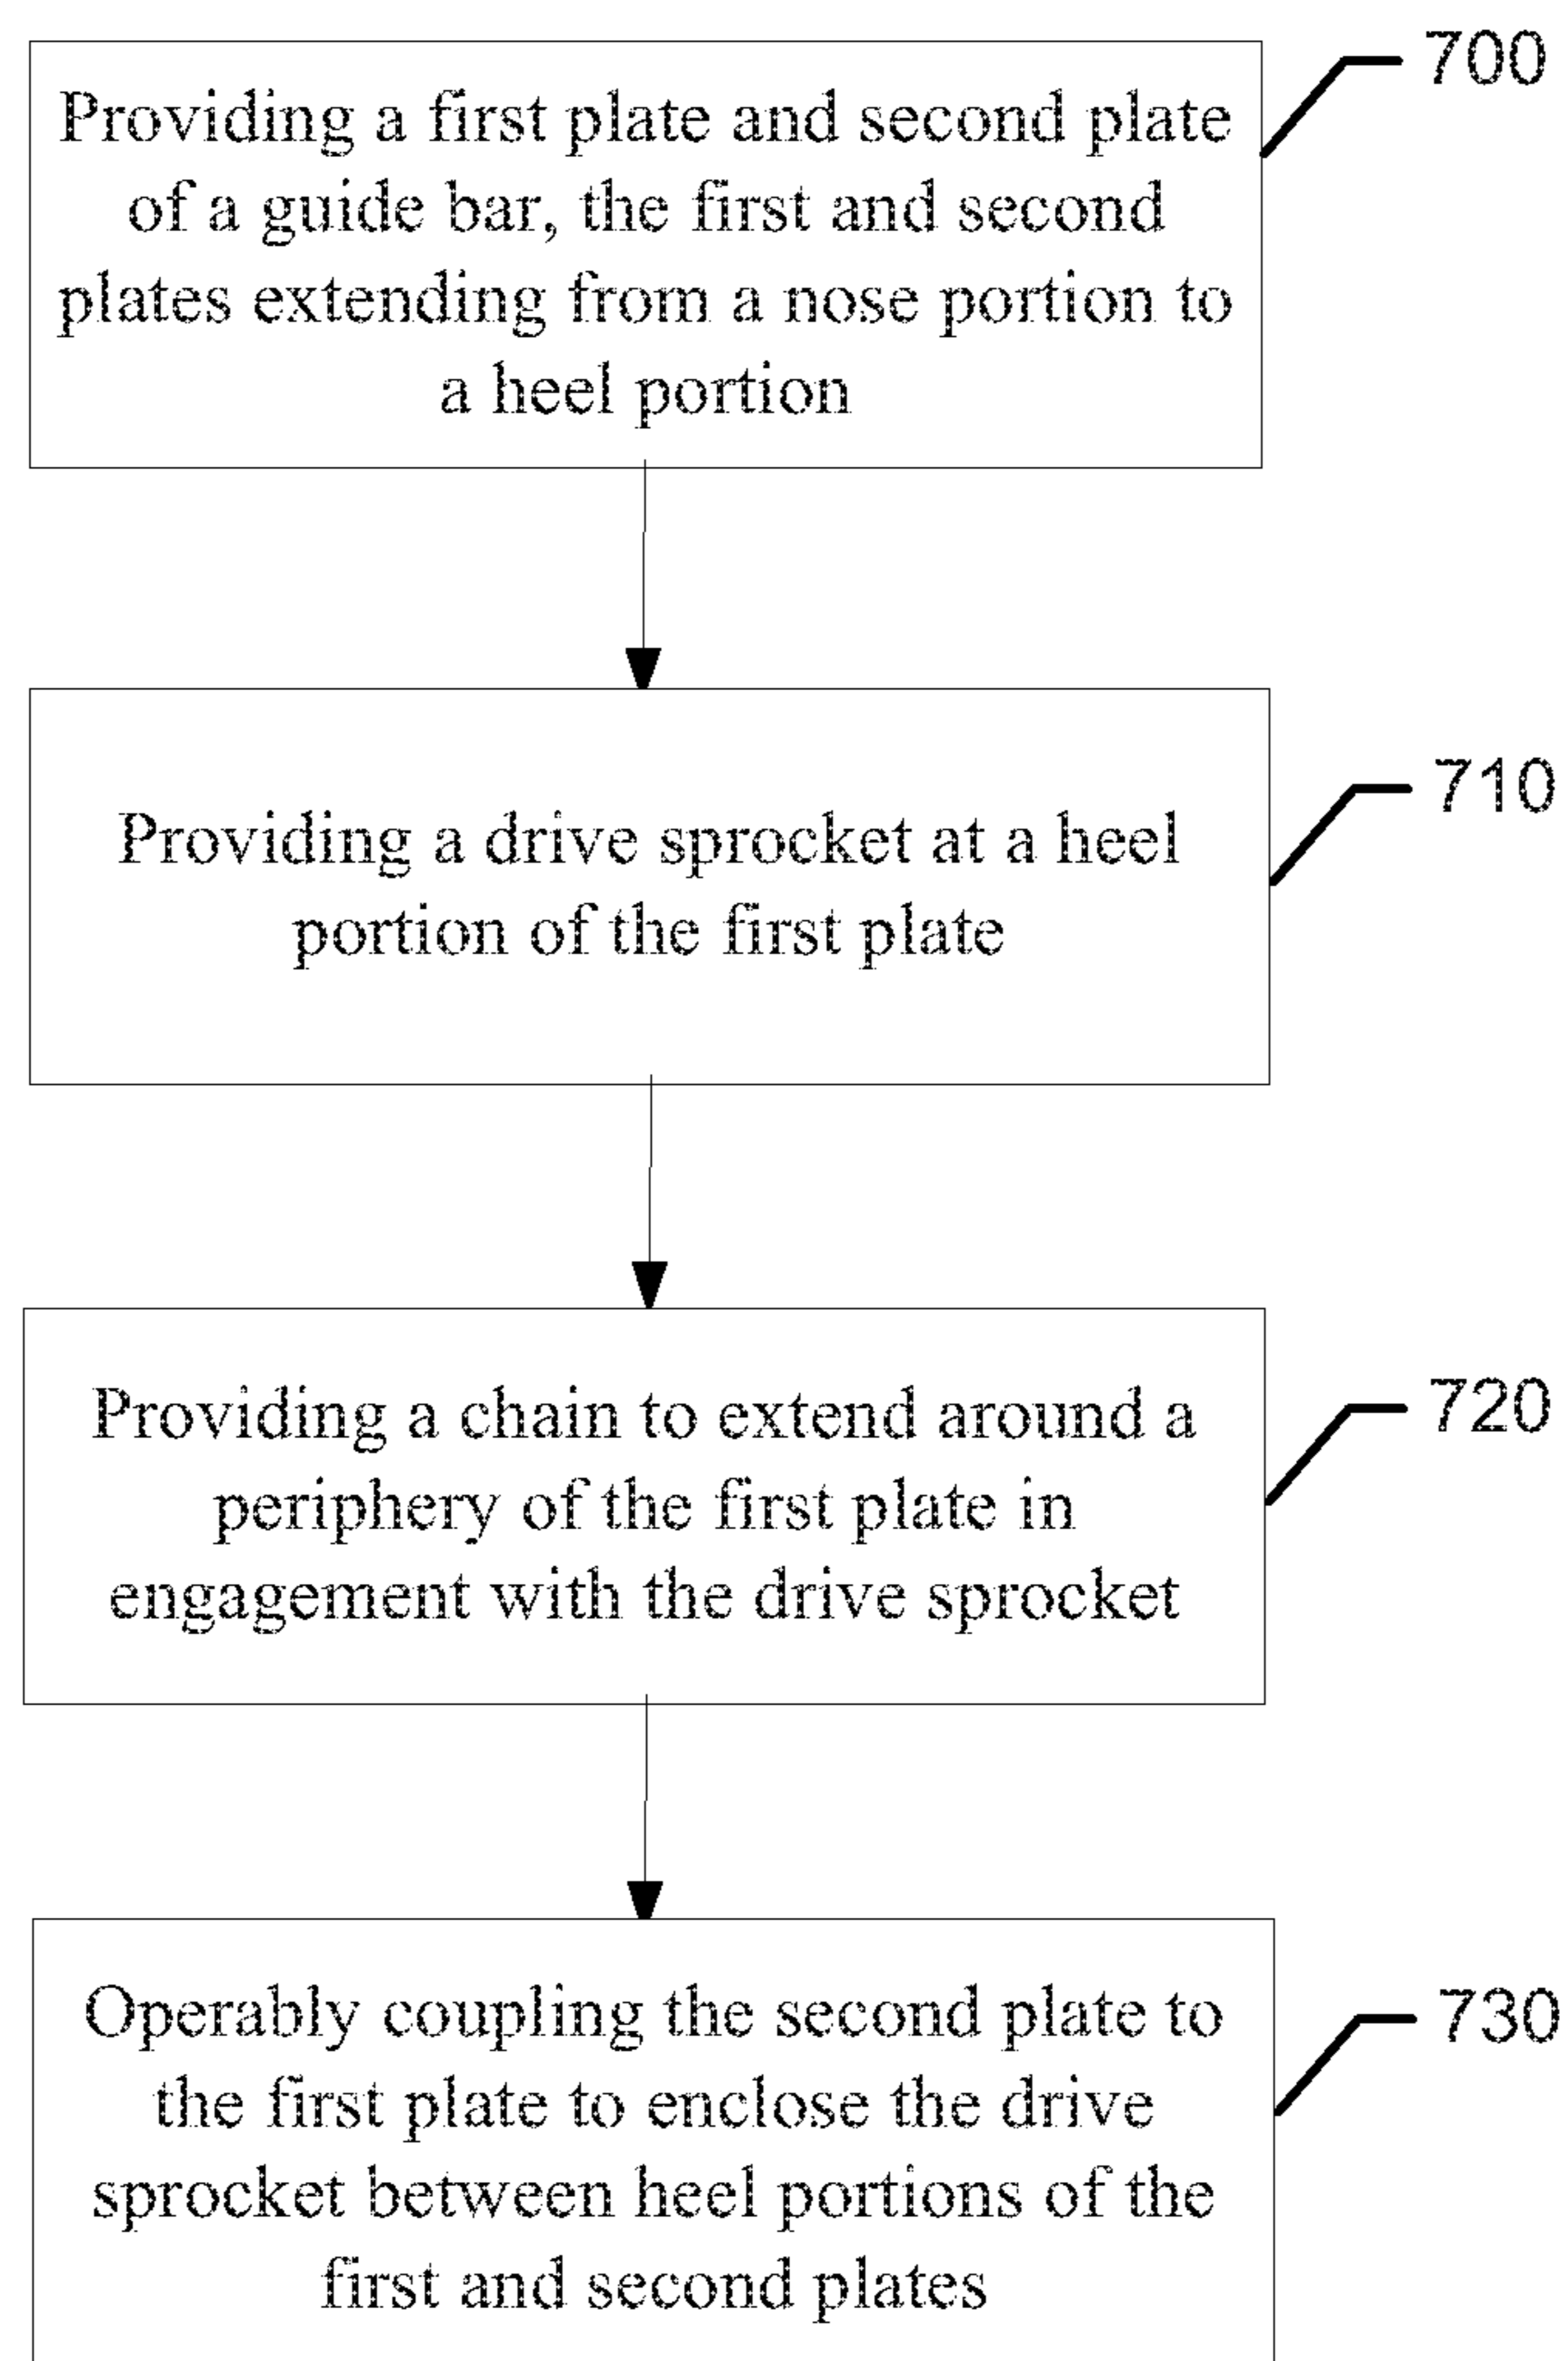 Providing a first plate and second plate
of a guide bar, the first and second
plates extending from a nose portion to
a heel portion
700
Providing a drive sprocket at a heel
portion of the first plate
710
Providing a chain to extend around a
periphery of the first plate in
engagement with the drive sprocket
720
Operably coupling the second plate to
the first plate to enclose the drive
sprocket between heel portions of the
first and second plates
730